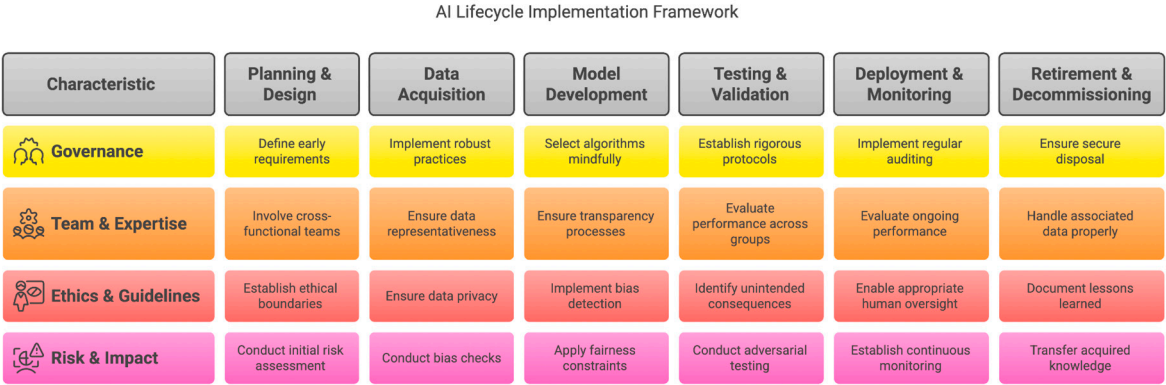 AI Lifecycle Implementation Framework
Characteristic
Planning &
Design
Data
Acquisition
Model
Development
Testing &
Validation
Deployment &
Monitoring
Retirement &
Decommissioning
Governance
Define early
requirements
Implement robust
practices
Select algorithms
mindfully
Establish rigorous
protocols
Implement regular
auditing
Ensure secure
disposal
Team & Expertise
Involve cross-
functional teams
Ensure data
representativeness
Ensure transparency
processes
Evaluate
performance across
groups
Evaluate ongoing
performance
Handle associated
data properly
Ethics & Guidelines
Establish ethical
boundaries
Ensure data privacy
Implement bias
detection
Identify unintended
consequences
Enable appropriate
human oversight
Document lessons
learned
Risk & Impact
Conduct initial risk
assessment
Conduct bias checks
Apply fairness
constraints
Conduct adversarial
testing
Establish continuous
monitoring
Transfer acquired
knowledge